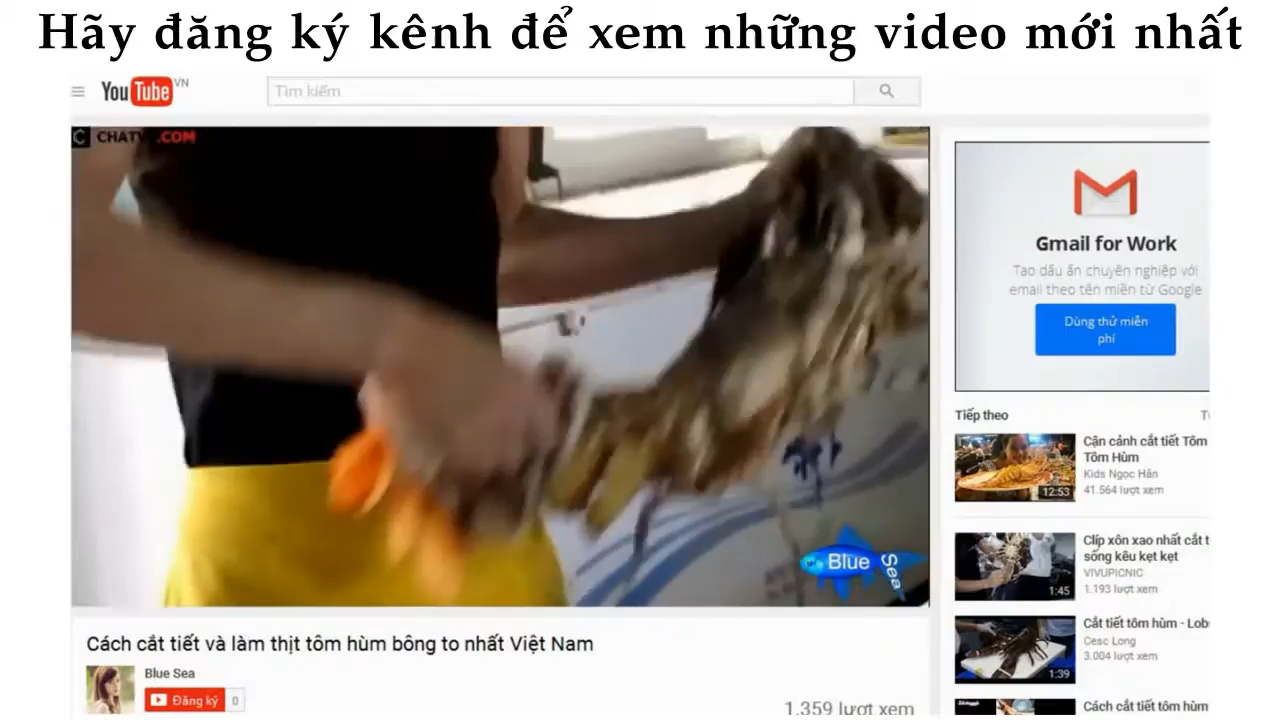 Hãy đăng ký kênh để xem những video mới nhất
YouTube VN
Tìm kiếm
Gmail for Work
Tạo dấu ấn chuyên nghiệp với
email theo tên miền từ Google
Dùng thử miễn
phí
Blue Sea
Cách cắt tiết và làm thịt tôm hùm bông to nhất Việt Nam
Blue Sea
Đăng ký 0
1.359 lượt xem
Tiếp theo
Cận cảnh cắt tiết Tôm
Tôm Hùm
Kids Ngọc Hân
41.564 lượt xem
12:53
Clíp xôn xao nhất cắt t
sống kêu kẹt kẹt
VIVUPICNIC
1.193 lượt xem
1:45
Cắt tiết tôm hùm - Lob
Cesc Long
3.004 lượt xem
1:39
Cách cắt tiết tôm hùm